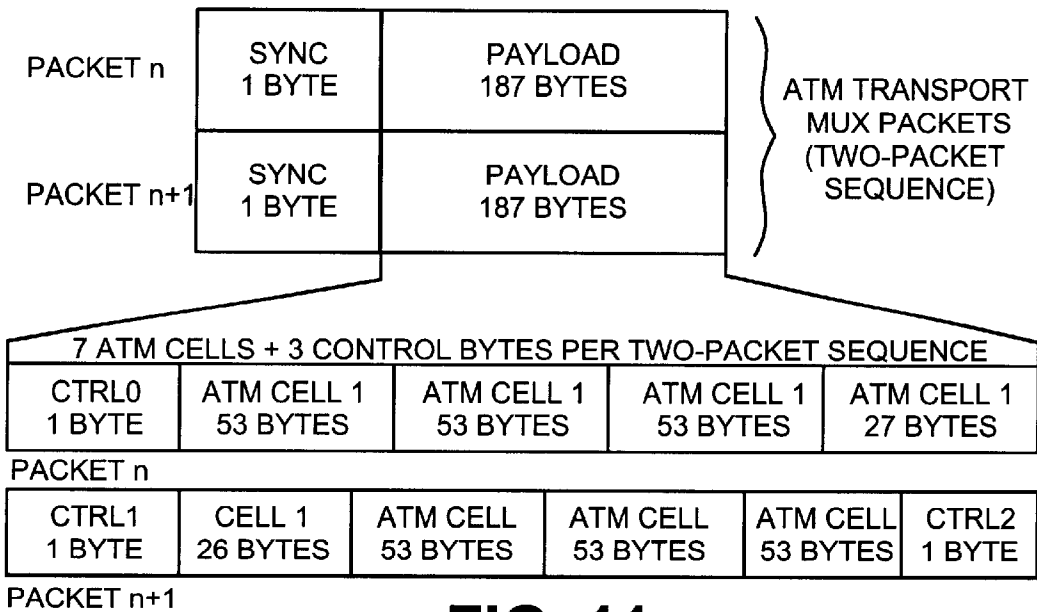 PACKET n
SYNC
1 BYTE
PAYLOAD
187 BYTES
PACKET n+1
SYNC
1 BYTE
PAYLOAD
187 BYTES
ATM TRANSPORT
MUX PACKETS
(TWO-PACKET
SEQUENCE)
7 ATM CELLS + 3 CONTROL BYTES PER TWO-PACKET SEQUENCE
CTRL0
1 BYTE
ATM CELL 1
53 BYTES
ATM CELL 1
53 BYTES
ATM CELL 1
53 BYTES
ATM CELL 1
27 BYTES
PACKET n
CTRL1
1 BYTE
CELL 1
26 BYTES
ATM CELL
53 BYTES
ATM CELL
53 BYTES
ATM CELL
53 BYTES
CTRL2
1 BYTE
PACKET n+1